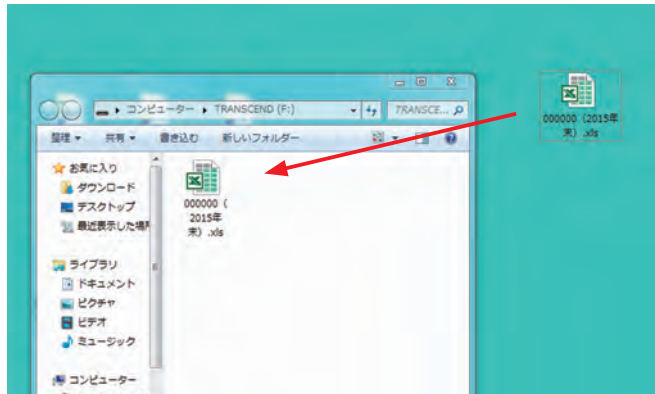 コンピューター ▸ TRANSCEND (F:)
TRANSCE...
整理 ▾ 共有 ▾ 書き込む 新しいフォルダー
お気に入り
ダウンロード
デスクトップ
最近表示した場所
ライブラリ
ドキュメント
ピクチャ
ビデオ
ミュージック
コンピューター
000000（
2015年
末）.xls
000000（2015年
末）.xls